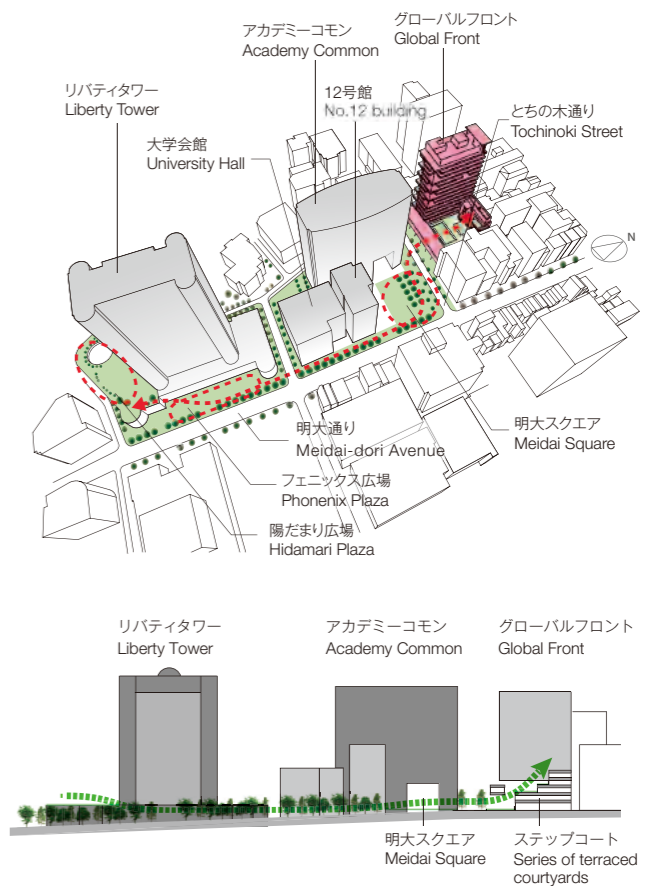 グローバルフロント
Global Front
アカデミーコモン
Academy Common
リバティタワー
Liberty Tower
12号館
No.12 building
とちの木通り
Tochinoki Street
大学会館
University Hall
N
明大通り
Meidai-dori Avenue
明大スクエア
Meidai Square
フェニックス広場
Phonenix Plaza
陽だまり広場
Hidamari Plaza
リバティタワー
Liberty Tower
アカデミーコモン
Academy Common
グローバルフロント
Global Front
明大スクエア
Meidai Square
ステップコート
Series of terraced
courtyards